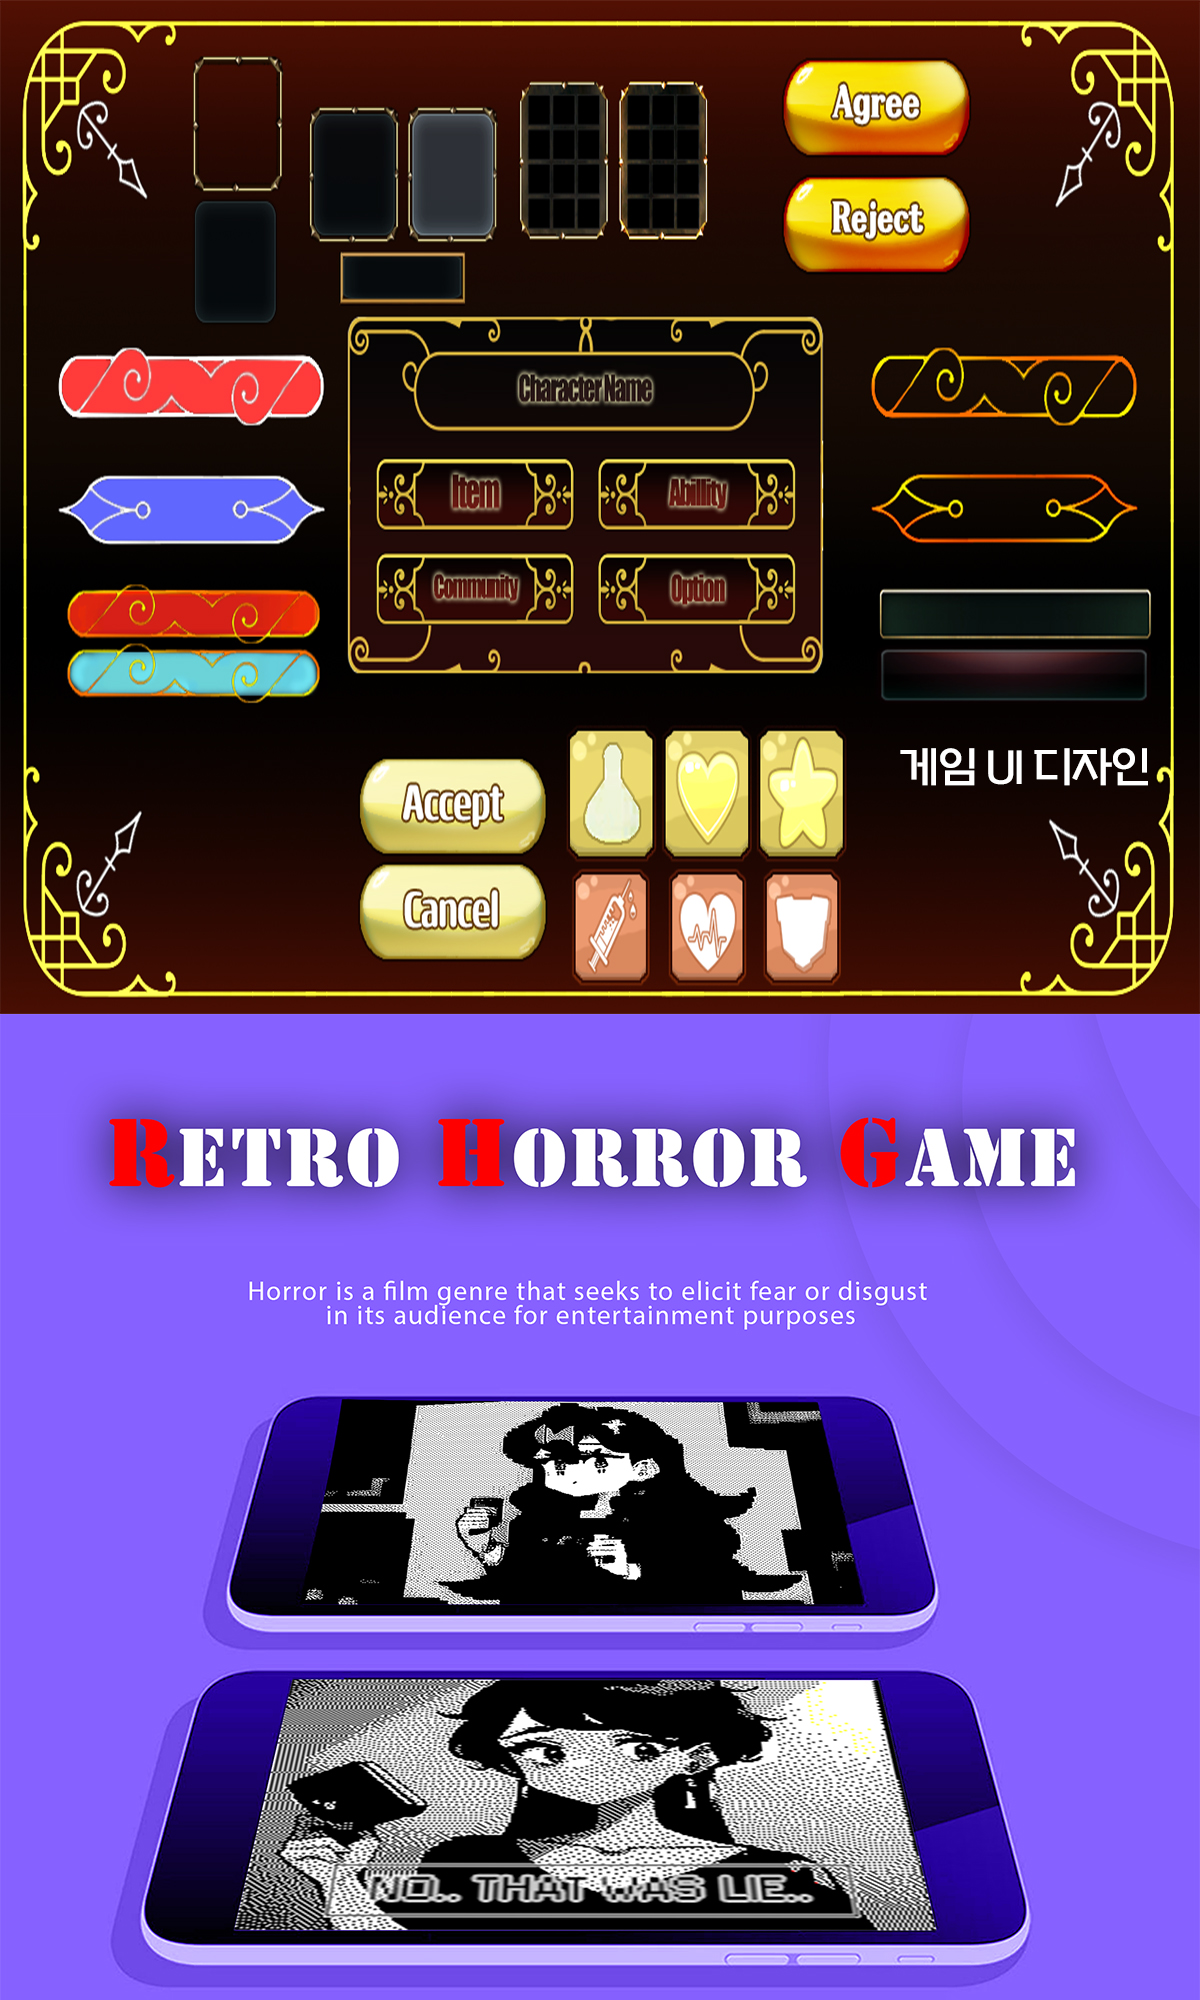 Agree
Reject
Character Name
Item
Abillity
Community
Option
게임 UI 디자인
Accept
Cancel
RETRO HORROR GAME
Horror is a film genre that seeks to elicit fear or disgust
in its audience for entertainment purposes
NO.. THAT WAS LIE..